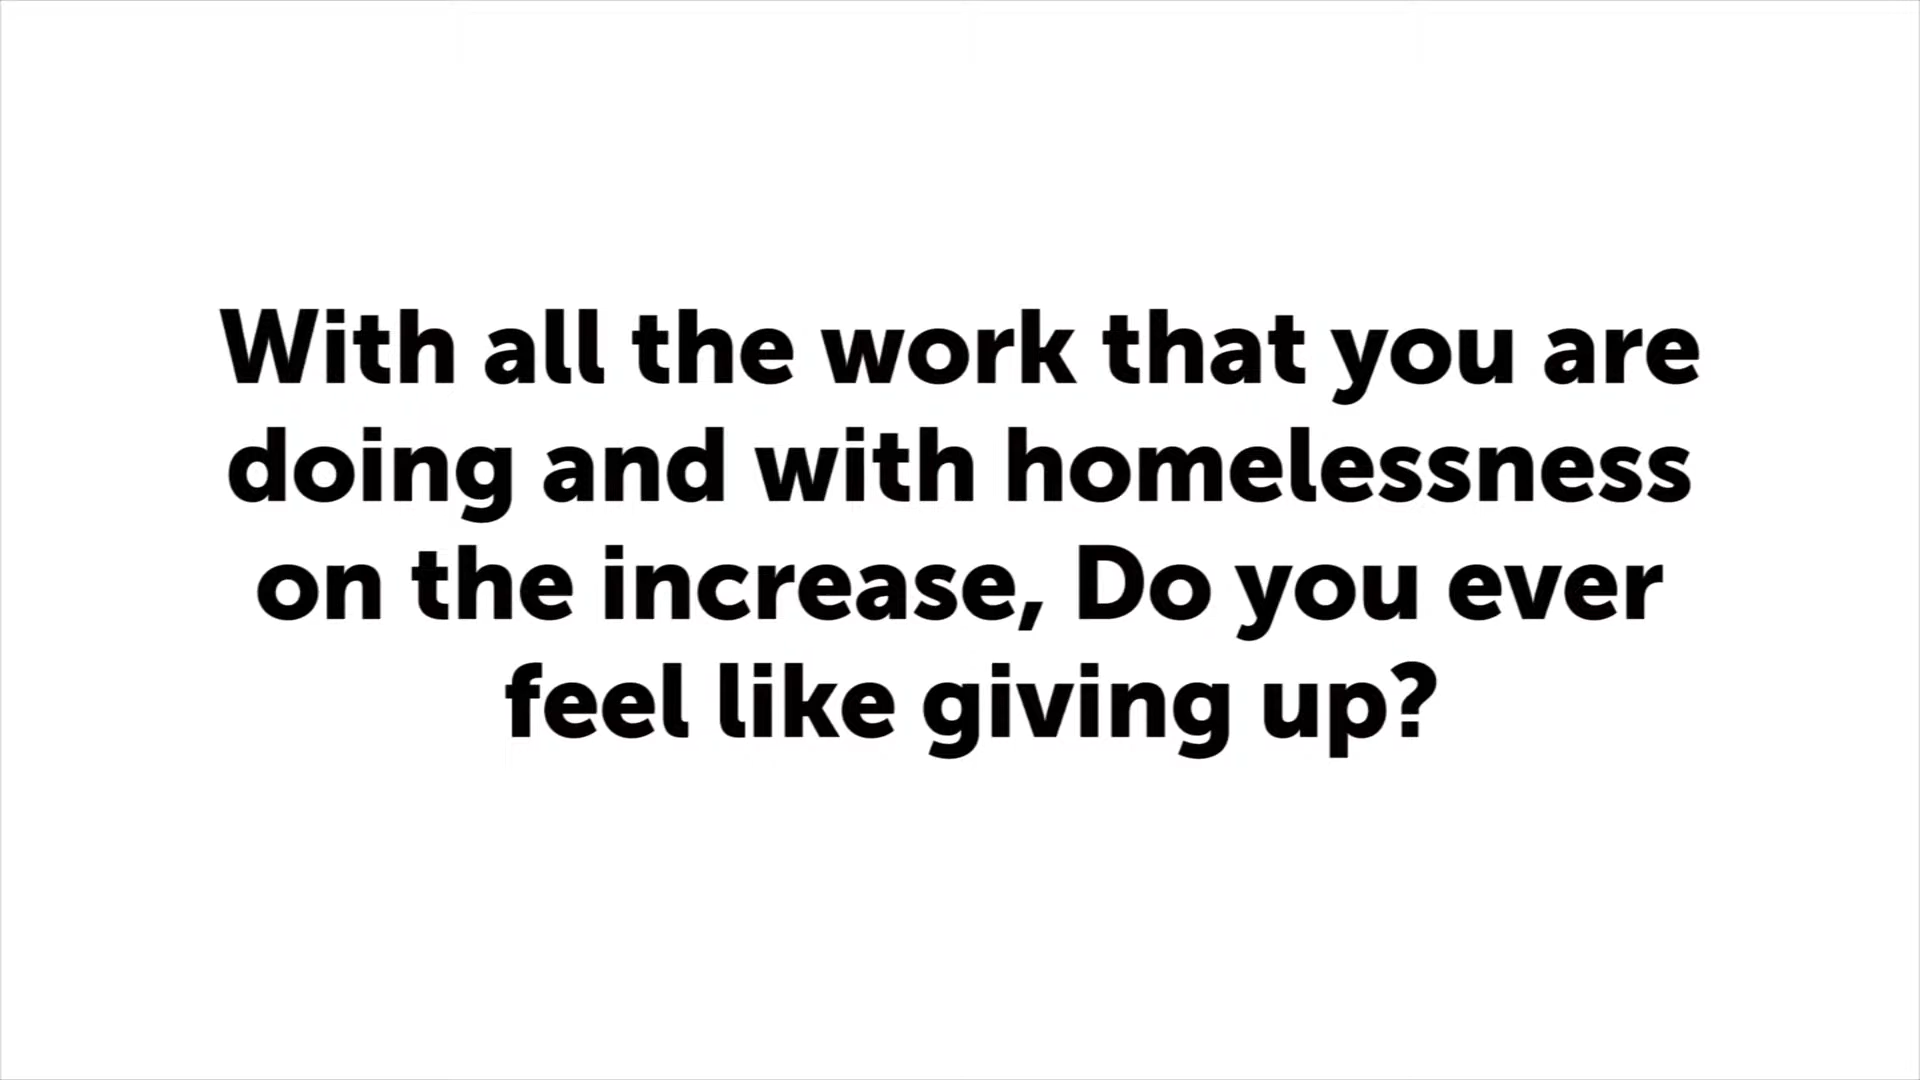 With all the work that you are
doing and with homelessness
on the increase, Do you ever
feel like giving up?